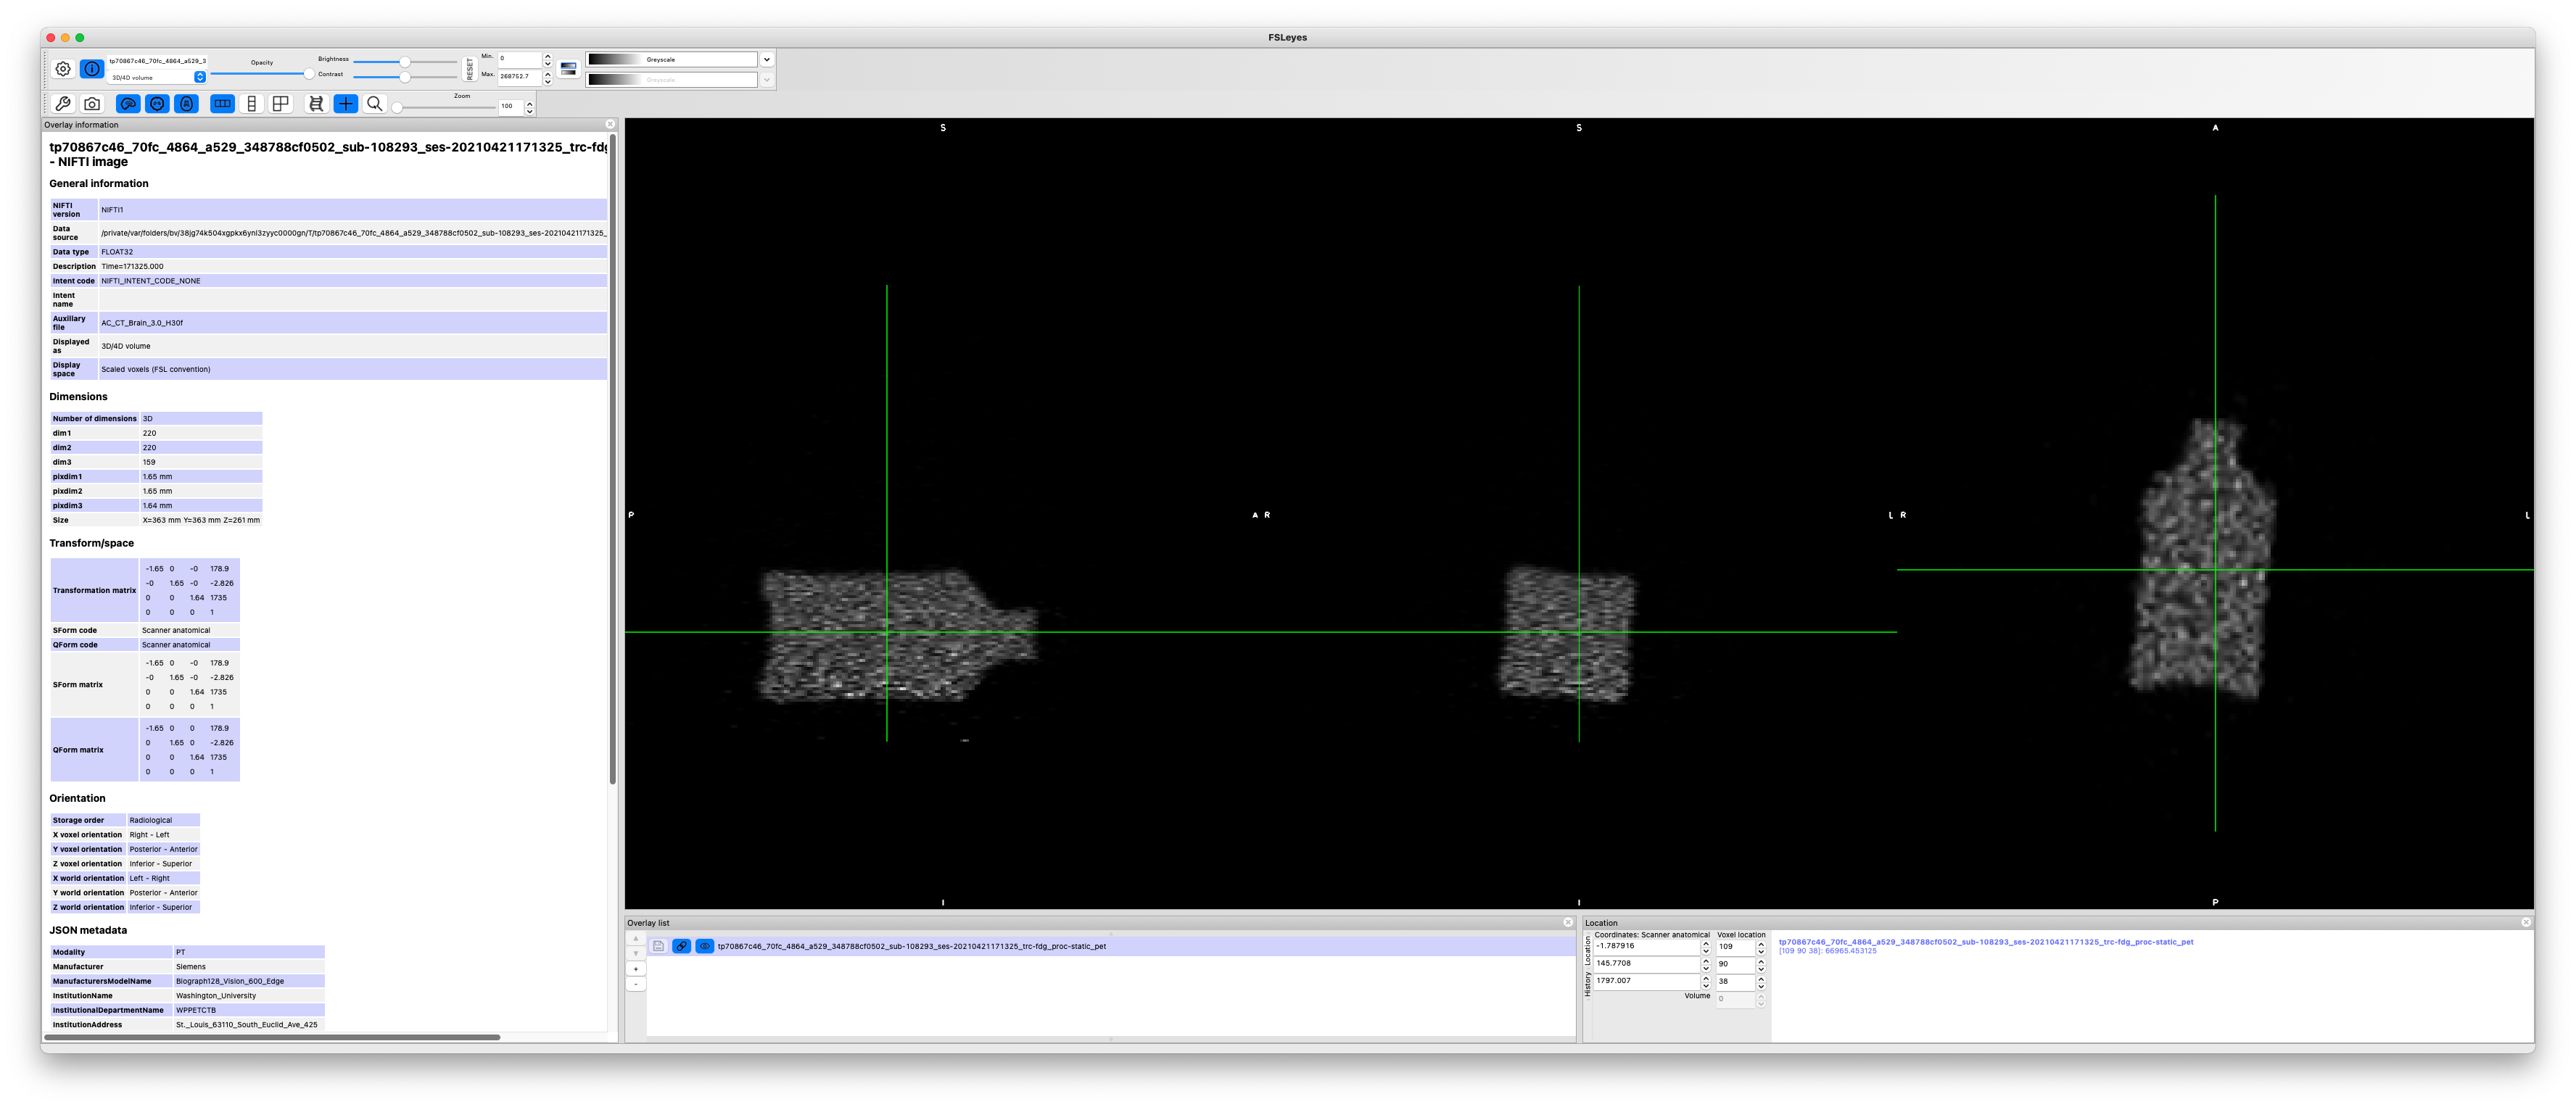 FSLeyes
tp70867c46_70fc_4864_a529_3
3D/4D volume
Opacity
Brightness
Contrast
RESET
Min. 0
Max. 268752.7
Greyscale
Greyscale
Zoom
100
Overlay information
tp70867c46_70fc_4864_a529_348788cf0502_sub-108293_ses-20210421171325_trc-fdg
- NIFTI image
General information
NIFTI version NIFTI1
Data source /private/var/folders/bv/38jg74k504xgpkx6ynl3zyyc0000gn/T/tp70867c46_70fc_4864_a529_348788cf0502_sub-108293_ses-20210421171325_
Data type FLOAT32
Description Time=171325.000
Intent code NIFTI_INTENT_CODE_NONE
Intent name
Auxillary file AC_CT_Brain_3.0_H30f
Displayed as 3D/4D volume
Display space Scaled voxels (FSL convention)
Dimensions
Number of dimensions 3D
dim1 220
dim2 220
dim3 159
pixdim1 1.65 mm
pixdim2 1.65 mm
pixdim3 1.64 mm
Size X=363 mm Y=363 mm Z=261 mm
Transform/space
Transformation matrix
-1.65 0 -0 178.9
-0 1.65 -0 -2.826
0 0 1.64 1735
0 0 0 1
SForm code Scanner anatomical
QForm code Scanner anatomical
SForm matrix
-1.65 0 -0 178.9
-0 1.65 -0 -2.826
0 0 1.64 1735
0 0 0 1
QForm matrix
-1.65 0 0 178.9
0 1.65 0 -2.826
0 0 1.64 1735
0 0 0 1
Orientation
Storage order Radiological
X voxel orientation Right - Left
Y voxel orientation Posterior - Anterior
Z voxel orientation Inferior - Superior
X world orientation Left - Right
Y world orientation Posterior - Anterior
Z world orientation Inferior - Superior
JSON metadata
Modality PT
Manufacturer Siemens
ManufacturersModelName Biograph128_Vision_600_Edge
InstitutionName Washington_University
InstitutionalDepartmentName WPPETCTB
InstitutionAddress St._Louis_63110_South_Euclid_Ave_425
S
P
A
I
S
R
L
I
A
R
L
P
Overlay list
tp70867c46_70fc_4864_a529_348788cf0502_sub-108293_ses-20210421171325_trc-fdg_proc-static_pet
Location
Location
History
Coordinates: Scanner anatomical Voxel location
-1.787916 109
145.7708 90
1797.007 38
Volume 0
tp70867c46_70fc_4864_a529_348788cf0502_sub-108293_ses-20210421171325_trc-fdg_proc-static_pet
[109 90 38]: 66965.453125